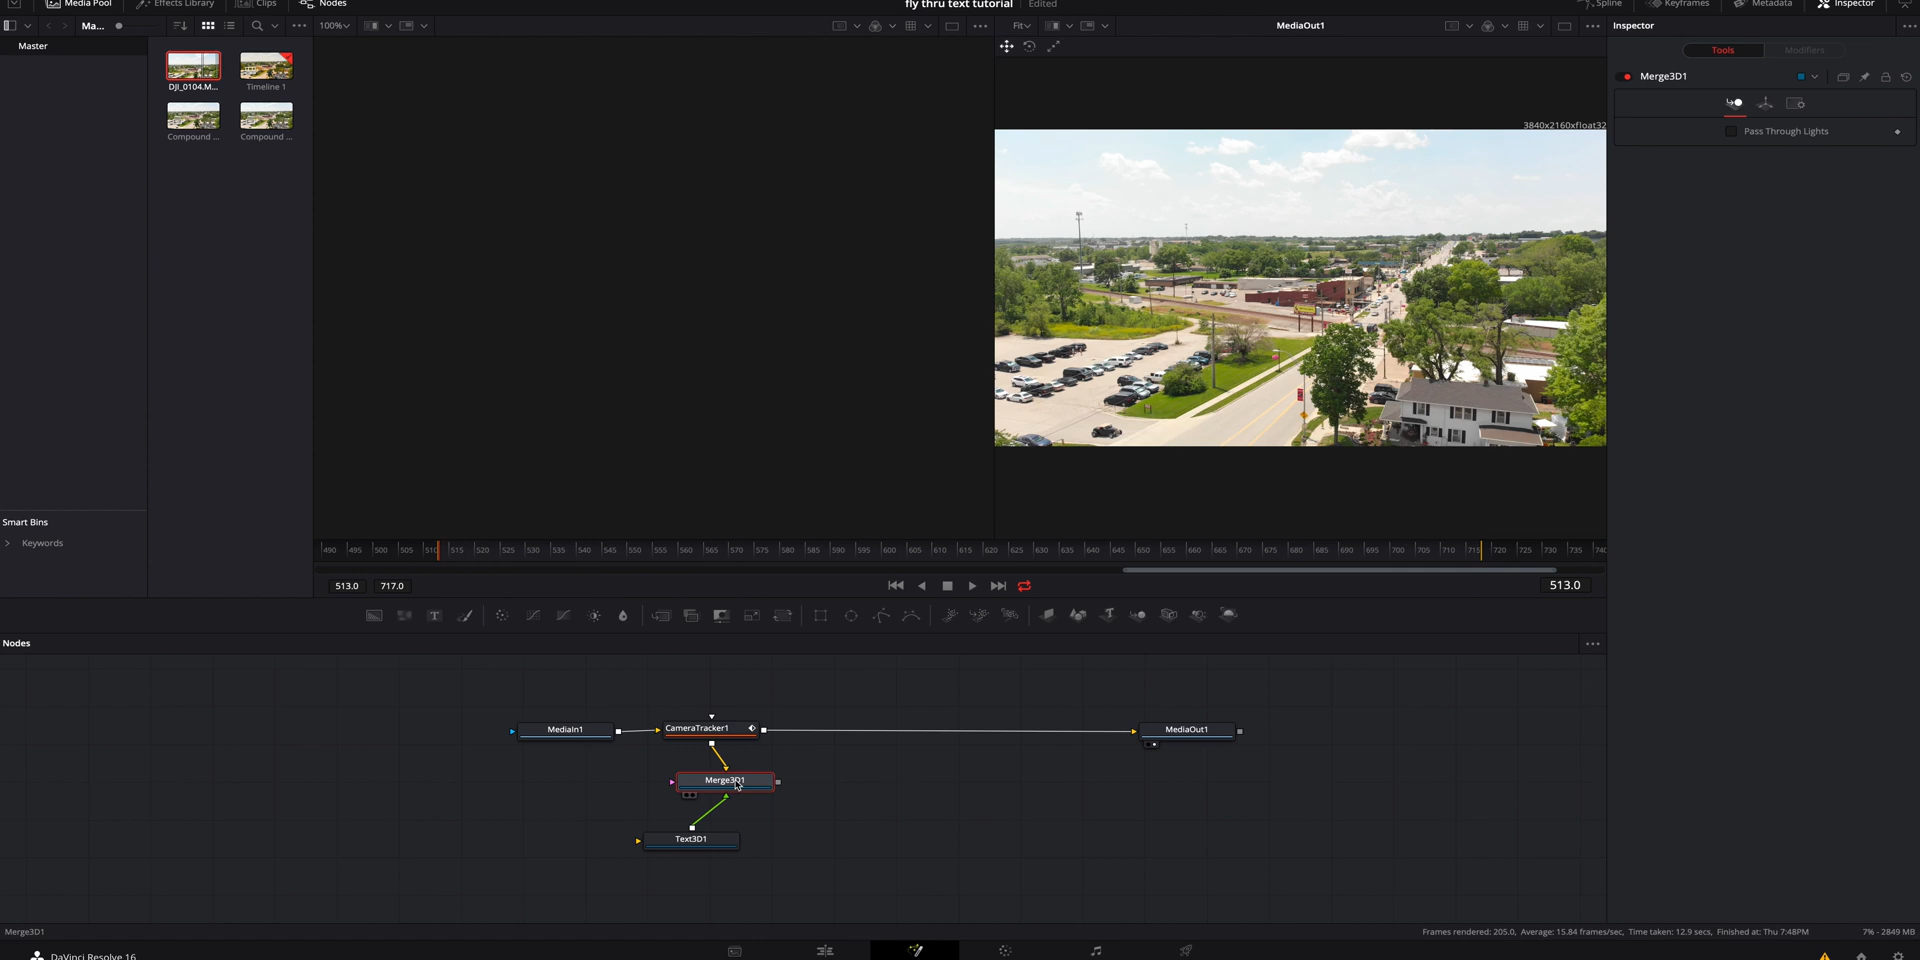 Media Pool
Effects Library
Clips
Nodes
fly thru text tutorial
Edited
Spline
Keyframes
Metadata
Inspector
Ma...
100%
Fit
MediaOut1
Inspector
Master
Tools
Modifiers
DJI_0104.M...
Timeline 1
Merge3D1
Compound ...
Compound ...
3840x2160xfloat32
Pass Through Lights
Smart Bins
Keywords
490 495 500 505 510 515 520 525 530 535 540 545 550 555 560 565 570 575 580 585 590 595 600 605 610 615 620 625 630 635 640 645 650 655 660 665 670 675 680 685 690 695 700 705 710 715 720 725 730 735 740
513.0
717.0
513.0
Nodes
MediaIn1
CameraTracker1
MediaOut1
Merge3D1
Text3D1
Merge3D1
Frames rendered: 205.0, Average: 15.84 frames/sec, Time taken: 12.9 secs, Finished at: Thu 7:48PM
7% - 2849 MB
DaVinci Resolve 16